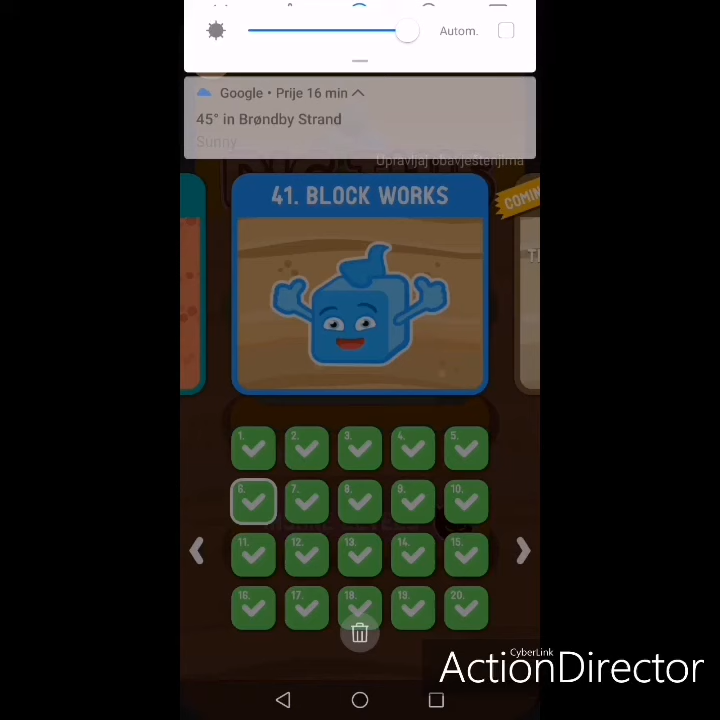 Autom.
Google • Prije 16 min
45° in Brøndby Strand
Sunny
Upravljaj obavještenjima
41. BLOCK WORKS
COMIN
1. 2. 3. 4. 5.
6. 7. 8. 9. 10.
11. 12. 13. 14. 15.
16. 17. 18. 19. 20.
CyberLink
ActionDirector